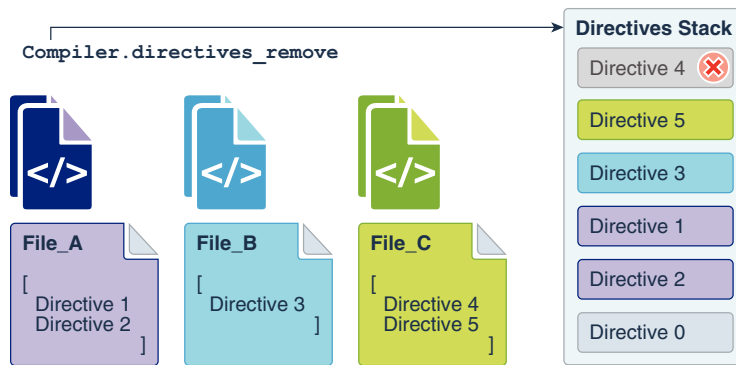 Compiler.directives_remove
</>
</>
</>
File_A
[
Directive 1
Directive 2
]
File_B
[
Directive 3
]
File_C
[
Directive 4
Directive 5
]
Directives Stack
Directive 4
Directive 5
Directive 3
Directive 1
Directive 2
Directive 0